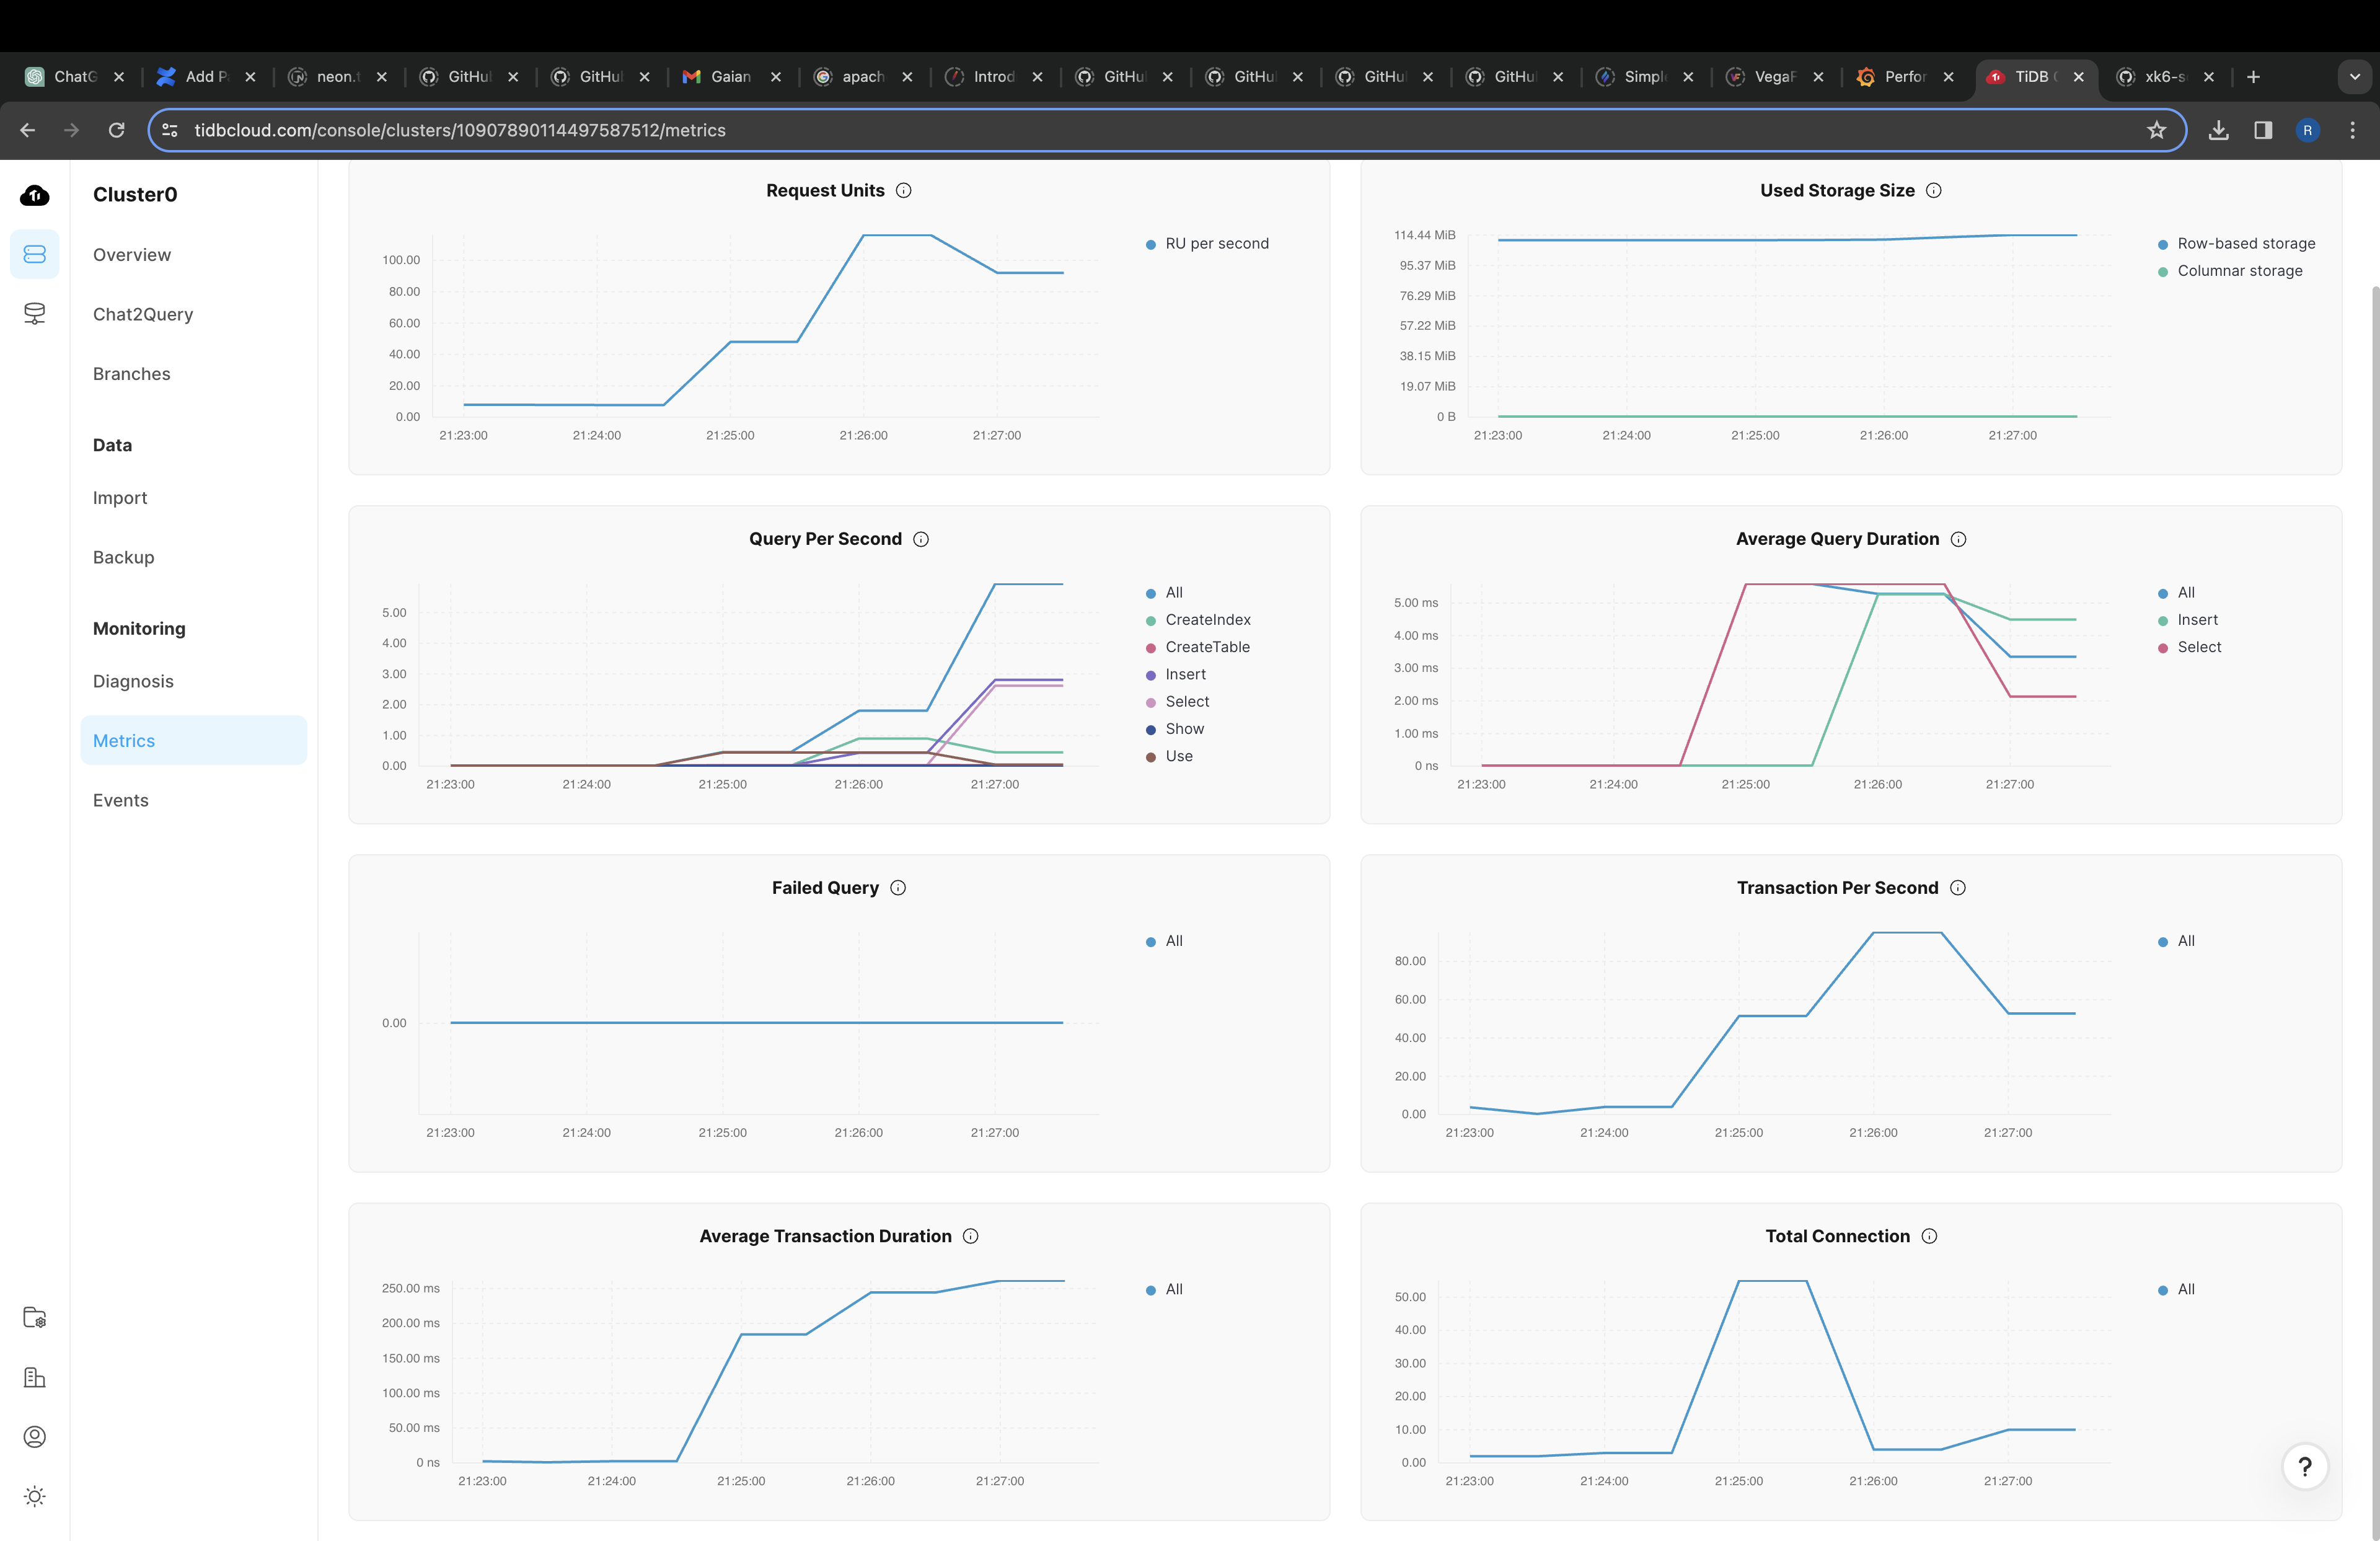 ChatG
Add P
neon.t
GitHul
GitHul
Gaian
apach
Introd
GitHul
GitHul
GitHul
GitHul
Simpl
VegaF
Perfor
TiDB
xk6-s
tidbcloud.com/console/clusters/10907890114497587512/metrics
R
Cluster0
Overview
Chat2Query
Branches
Data
Import
Backup
Monitoring
Diagnosis
Metrics
Events
Request Units
RU per second
100.00
80.00
60.00
40.00
20.00
0.00
21:23:00 21:24:00 21:25:00 21:26:00 21:27:00
Used Storage Size
Row-based storage
Columnar storage
114.44 MiB
95.37 MiB
76.29 MiB
57.22 MiB
38.15 MiB
19.07 MiB
0 B
21:23:00 21:24:00 21:25:00 21:26:00 21:27:00
Query Per Second
All
CreateIndex
CreateTable
Insert
Select
Show
Use
5.00
4.00
3.00
2.00
1.00
0.00
21:23:00 21:24:00 21:25:00 21:26:00 21:27:00
Average Query Duration
All
Insert
Select
5.00 ms
4.00 ms
3.00 ms
2.00 ms
1.00 ms
0 ns
21:23:00 21:24:00 21:25:00 21:26:00 21:27:00
Failed Query
All
0.00
21:23:00 21:24:00 21:25:00 21:26:00 21:27:00
Transaction Per Second
All
80.00
60.00
40.00
20.00
0.00
21:23:00 21:24:00 21:25:00 21:26:00 21:27:00
Average Transaction Duration
All
250.00 ms
200.00 ms
150.00 ms
100.00 ms
50.00 ms
0 ns
21:23:00 21:24:00 21:25:00 21:26:00 21:27:00
Total Connection
All
50.00
40.00
30.00
20.00
10.00
0.00
21:23:00 21:24:00 21:25:00 21:26:00 21:27:00
?